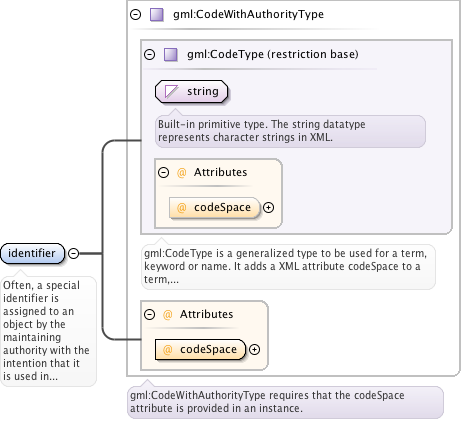 gml:CodeWithAuthorityType
gml:CodeType (restriction base)
string
Built-in primitive type. The string datatype
represents character strings in XML.
@ Attributes
@ codeSpace
gml:CodeType is a generalized type to be used for a term,
keyword or name. It adds a XML attribute codeSpace to a
term,...
identifier
Often, a special
identifier is
assigned to an
object by the
maintaining
authority with the
intention that it
is used in...
@ Attributes
@ codeSpace
gml:CodeWithAuthorityType requires that the codeSpace
attribute is provided in an instance.